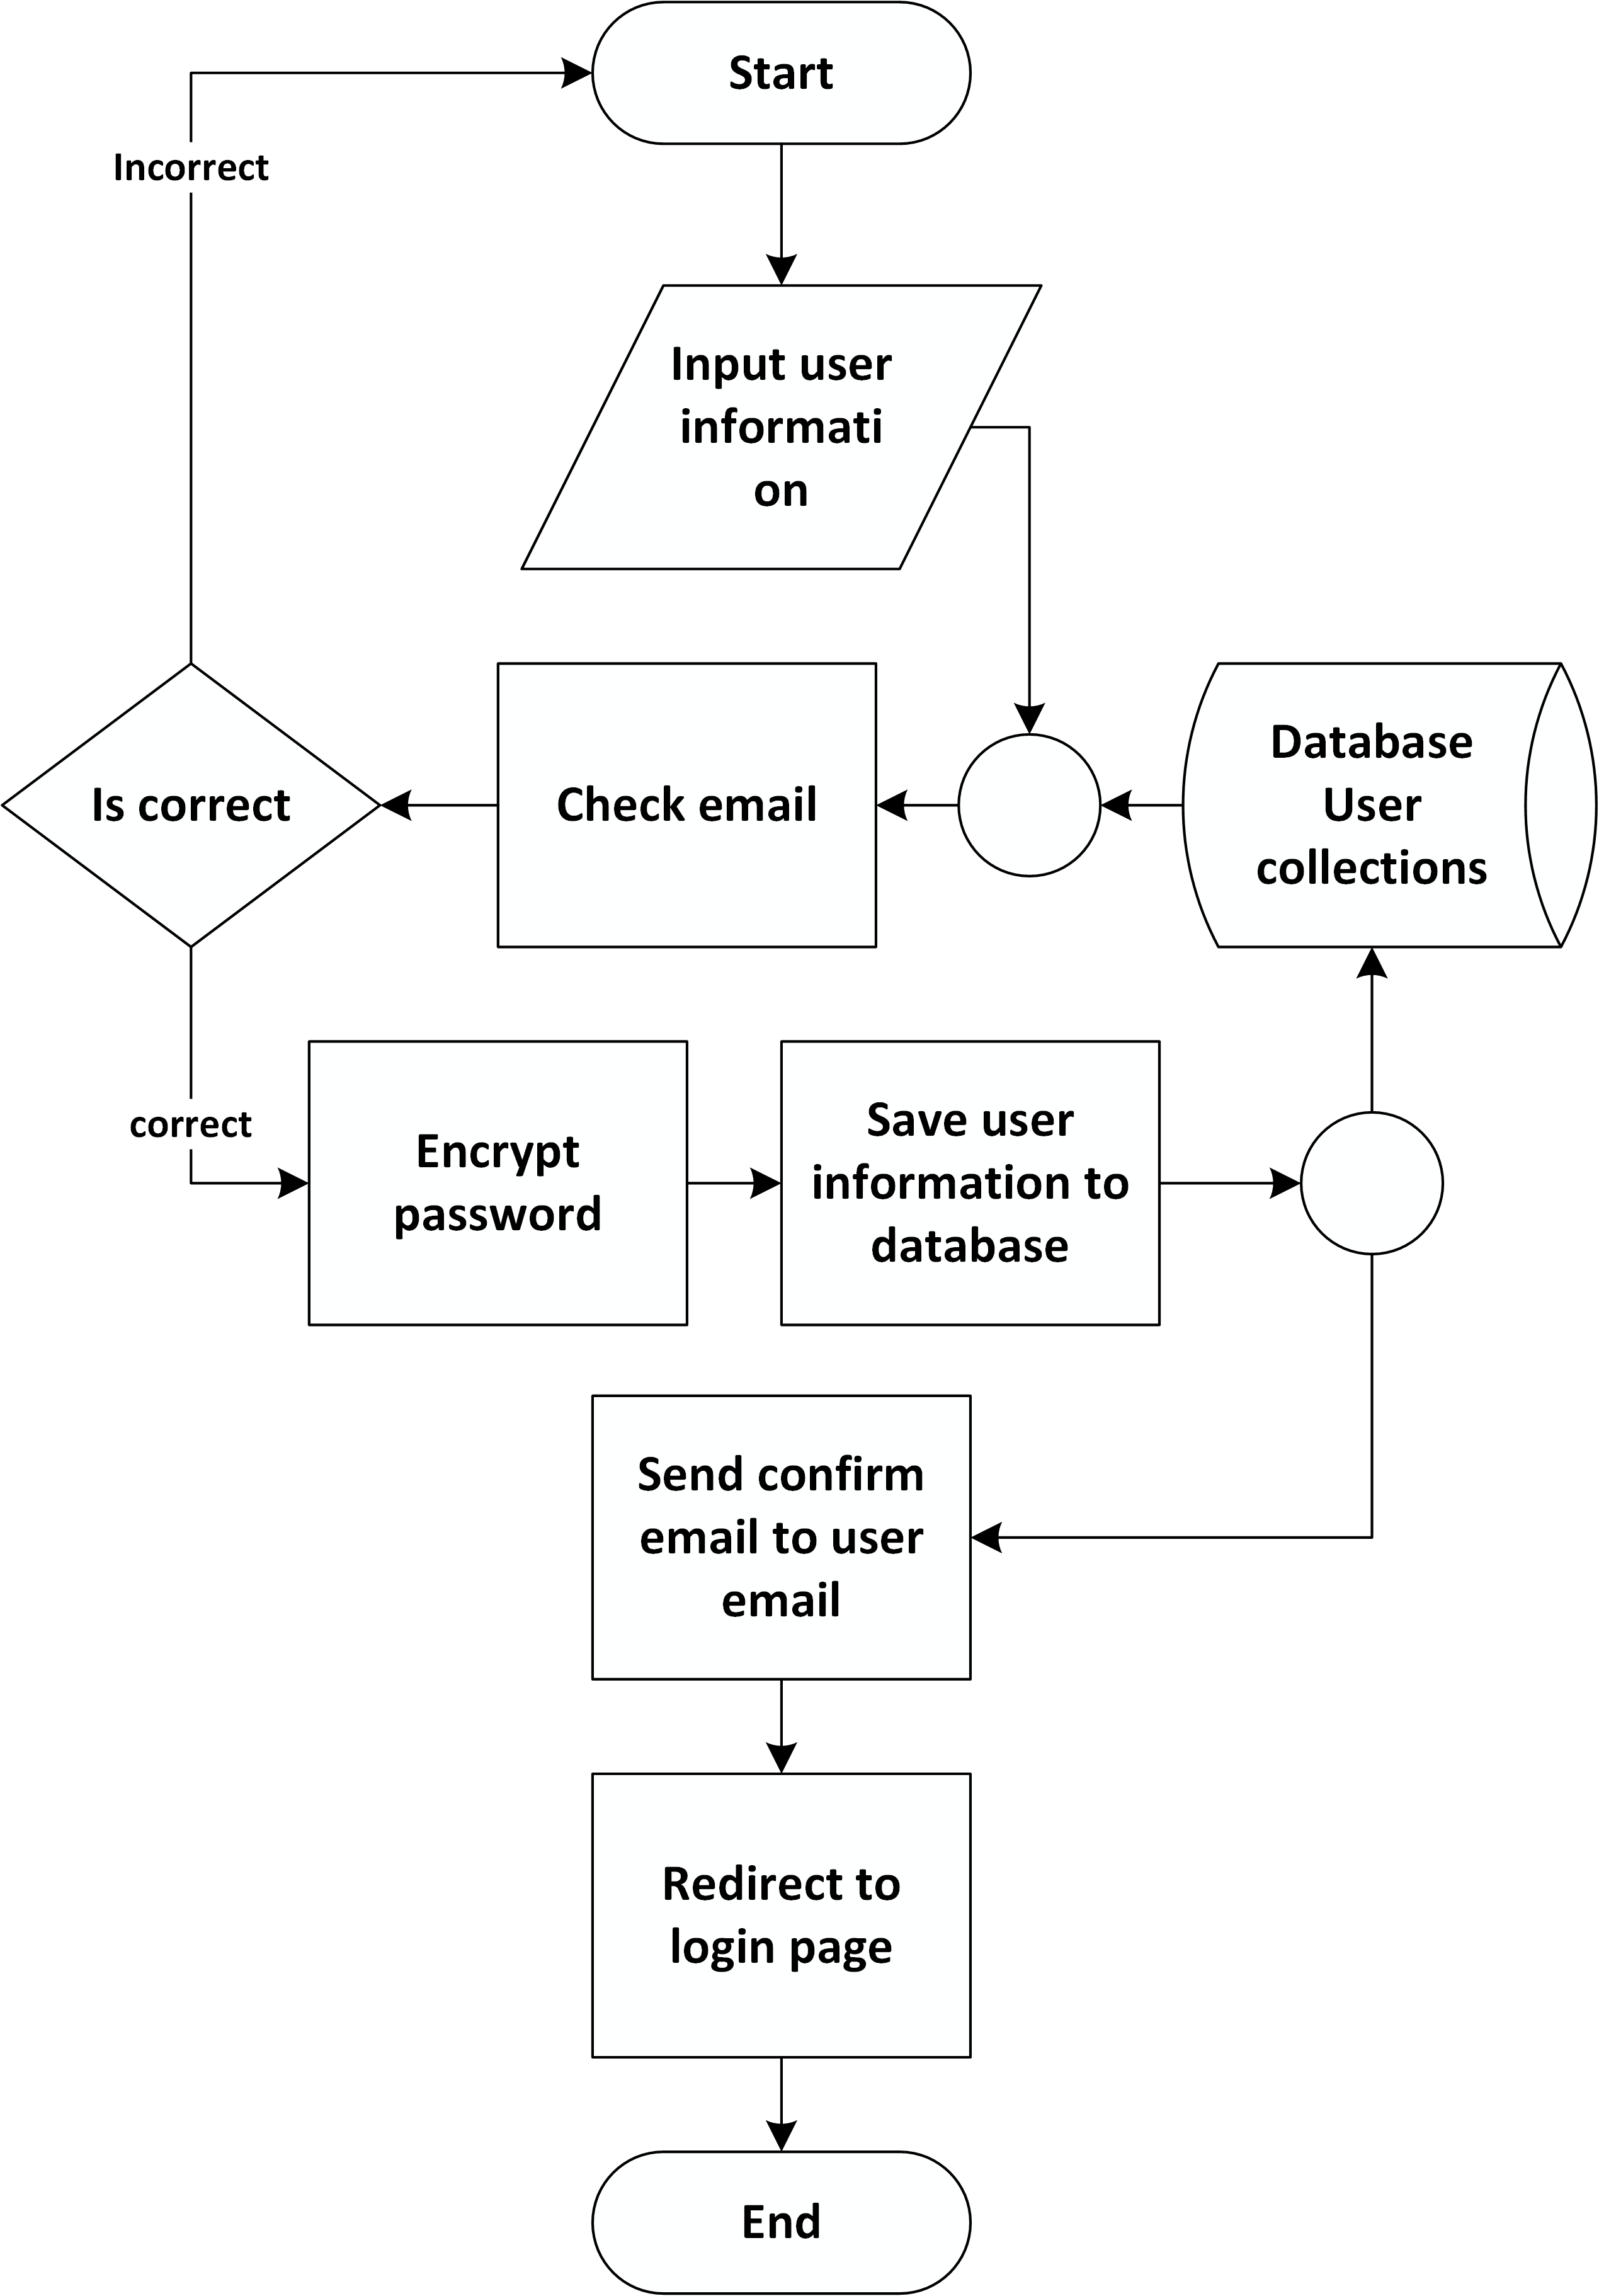 Start
Incorrect
Input user
informati
on
Is correct
Check email
Database
User
collections
correct
Encrypt
password
Save user
information to
database
Send confirm
email to user
email
Redirect to
login page
End